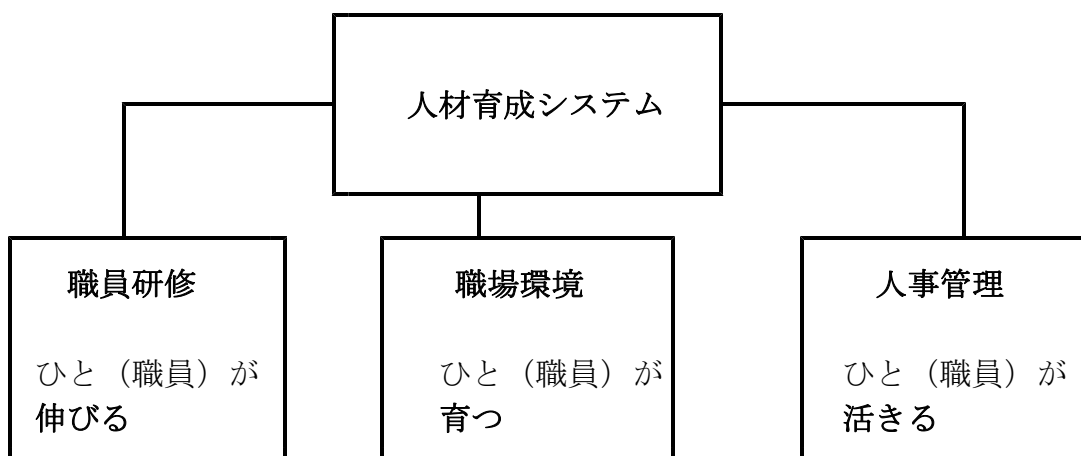 人材育成システム
職員研修
ひと（職員）が
伸びる
職場環境
ひと（職員）が
育つ
人事管理
ひと（職員）が
活きる